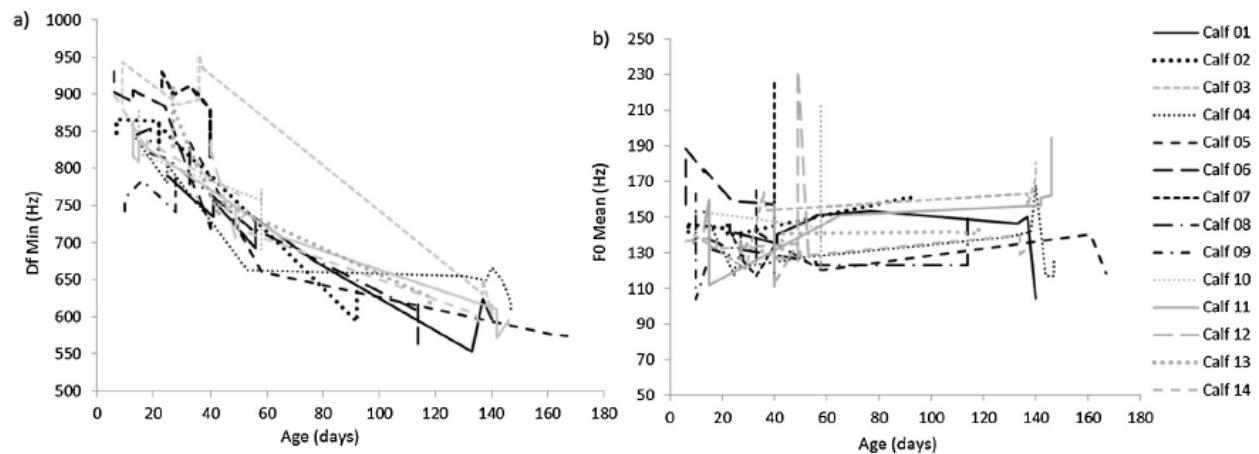 a)
1000
950
900
850
800
750
700
650
600
550
500
Df Min (Hz)
0 20 40 60 80 100 120 140 160 180
Age (days)
b)
250
230
210
190
170
150
130
110
90
70
50
F0 Mean (Hz)
0 20 40 60 80 100 120 140 160 180
Age (days)
Calf 01
Calf 02
Calf 03
Calf 04
Calf 05
Calf 06
Calf 07
Calf 08
Calf 09
Calf 10
Calf 11
Calf 12
Calf 13
Calf 14